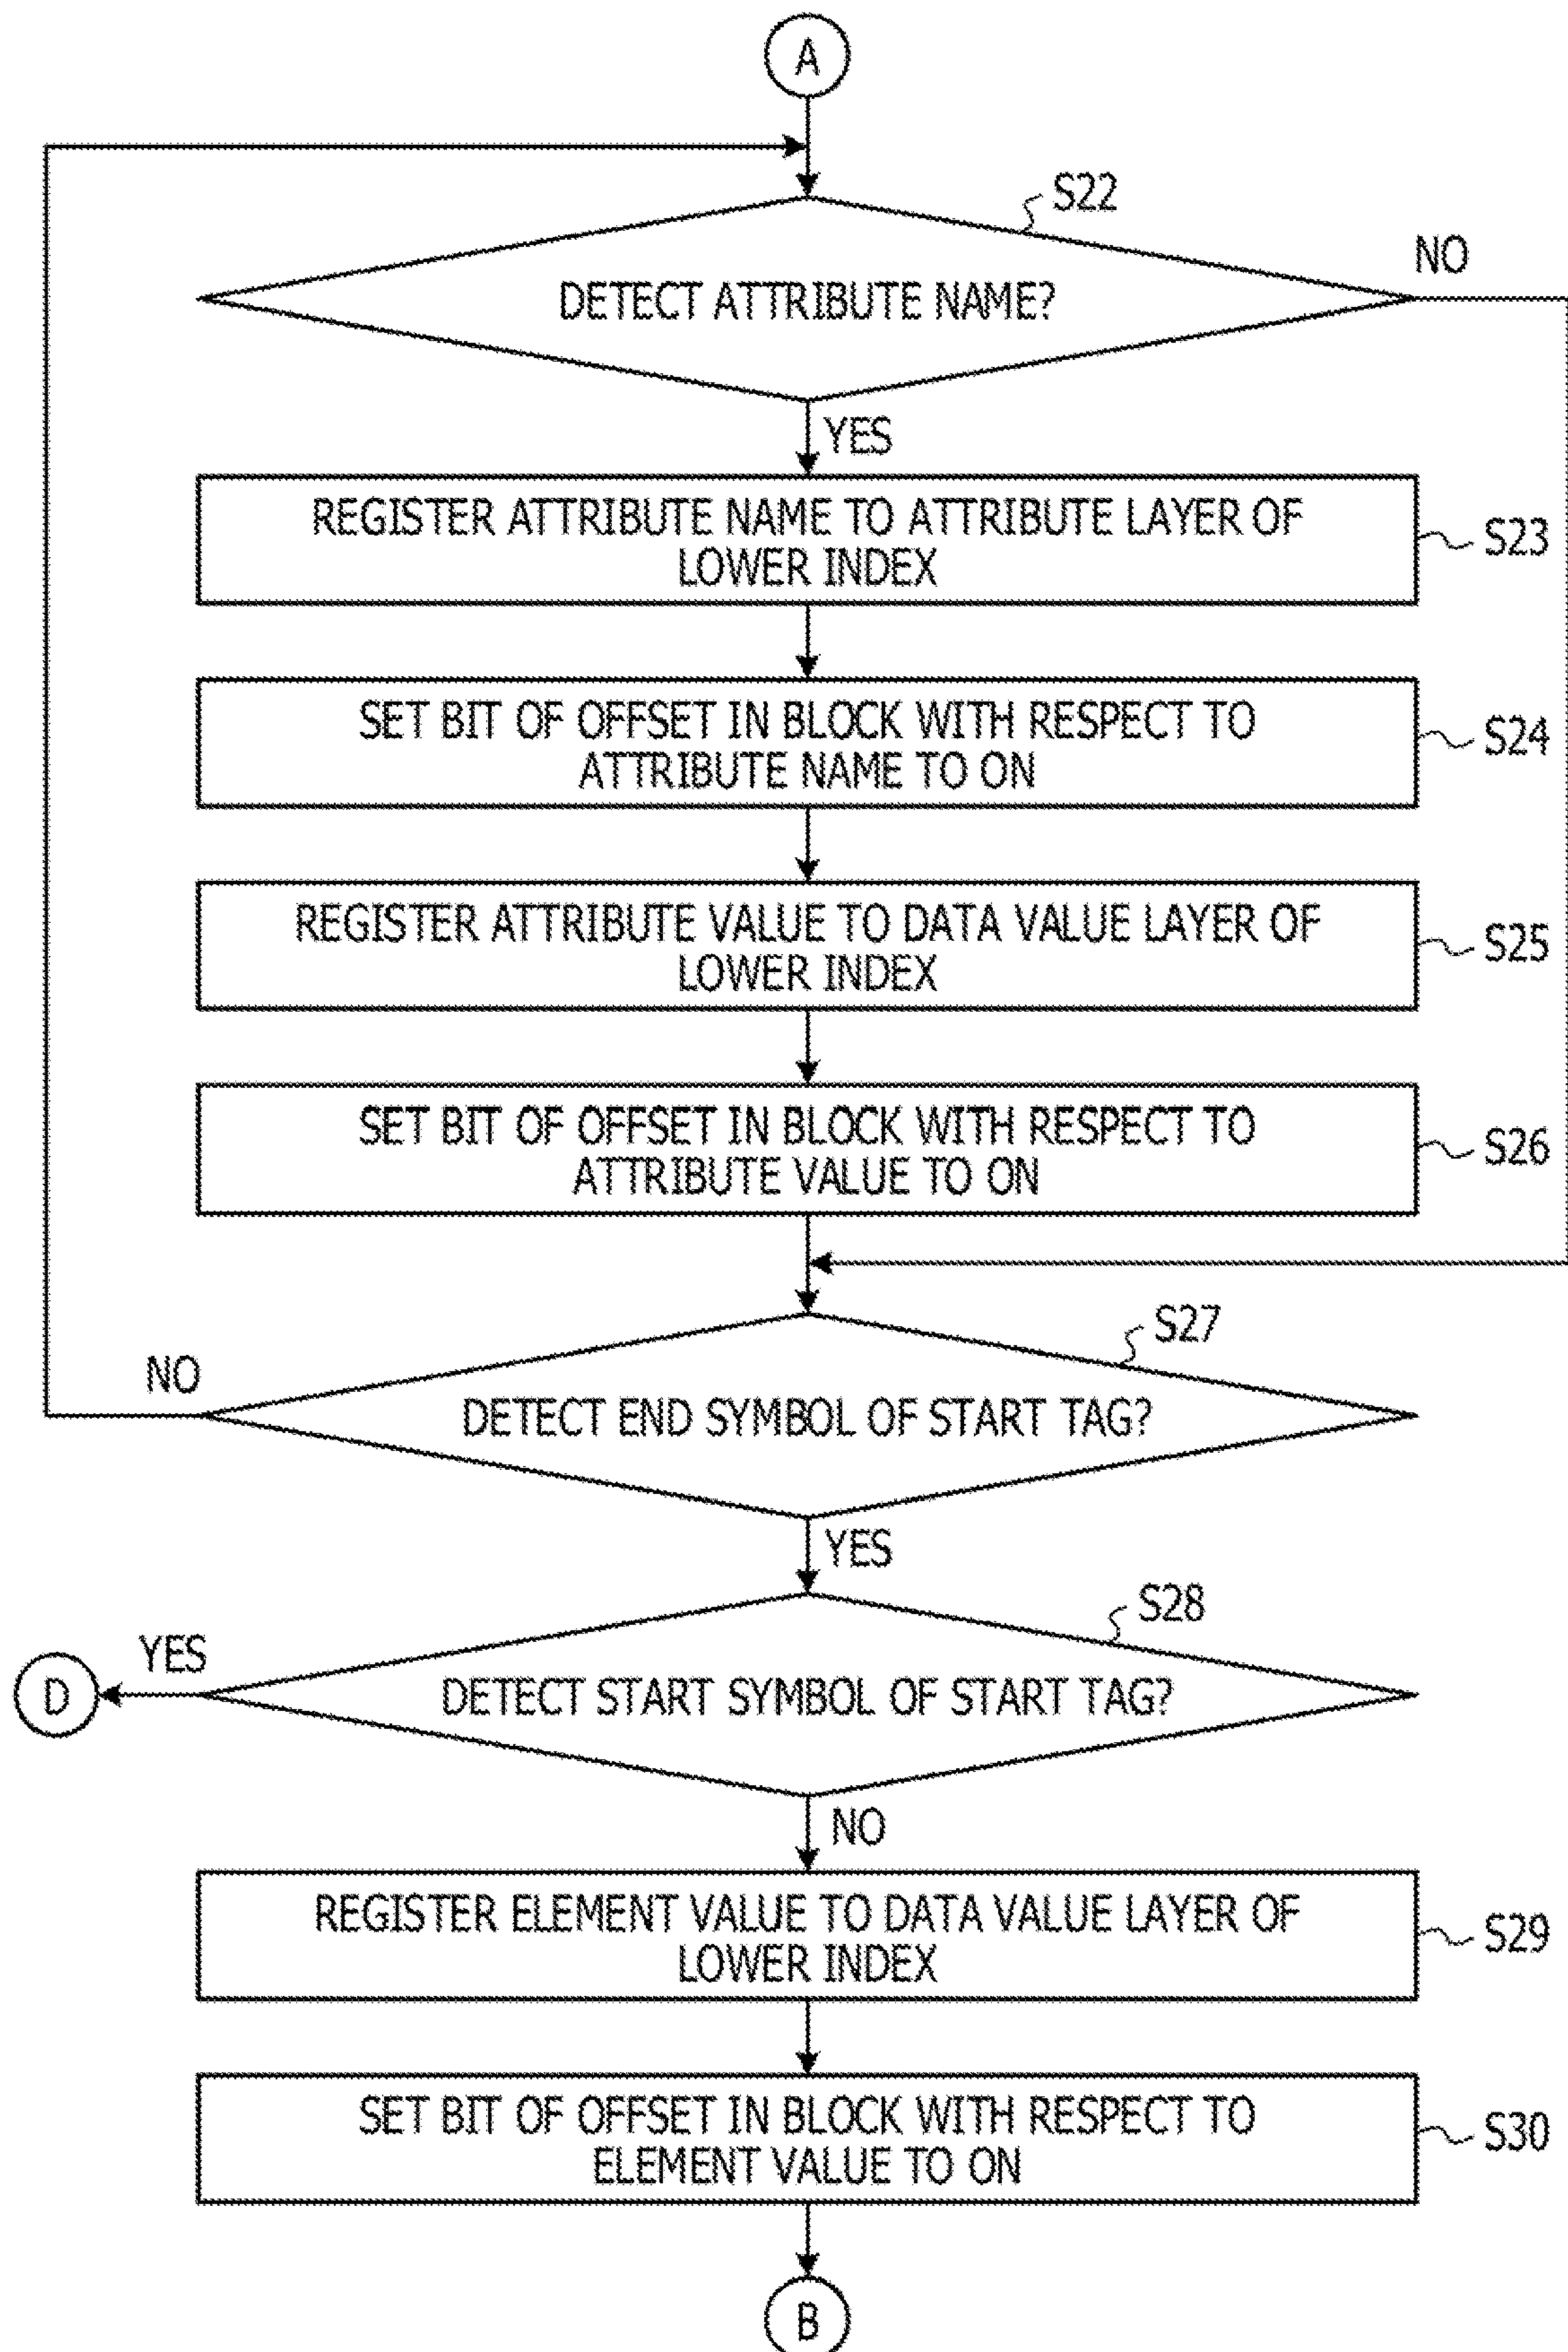 A
S22
NO
DETECT ATTRIBUTE NAME?
YES
REGISTER ATTRIBUTE NAME TO ATTRIBUTE LAYER OF
LOWER INDEX
S23
SET BIT OF OFFSET IN BLOCK WITH RESPECT TO
ATTRIBUTE NAME TO ON
S24
REGISTER ATTRIBUTE VALUE TO DATA VALUE LAYER OF
LOWER INDEX
S25
SET BIT OF OFFSET IN BLOCK WITH RESPECT TO
ATTRIBUTE VALUE TO ON
S26
S27
NO
DETECT END SYMBOL OF START TAG?
YES
S28
YES
D
DETECT START SYMBOL OF START TAG?
NO
REGISTER ELEMENT VALUE TO DATA VALUE LAYER OF
LOWER INDEX
S29
SET BIT OF OFFSET IN BLOCK WITH RESPECT TO
ELEMENT VALUE TO ON
S30
B